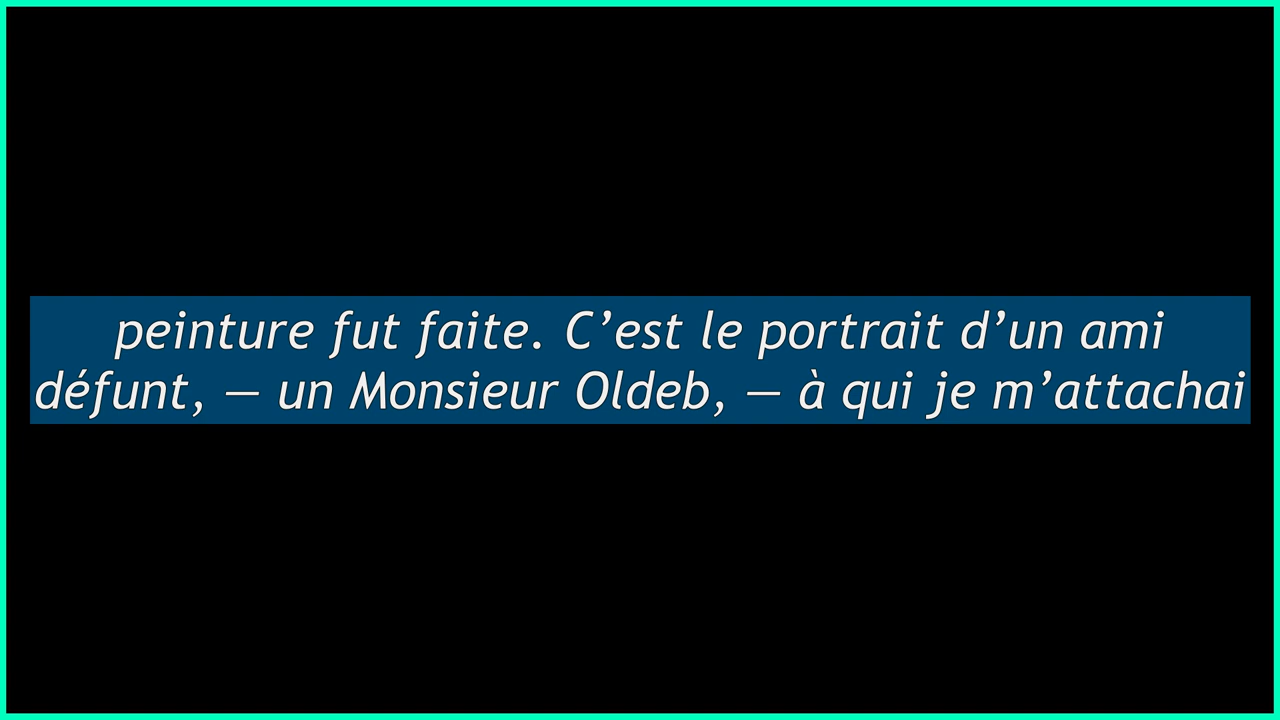 peinture fut faite. C’est le portrait d’un ami
défunt, — un Monsieur Oldeb, — à qui je m’attachai